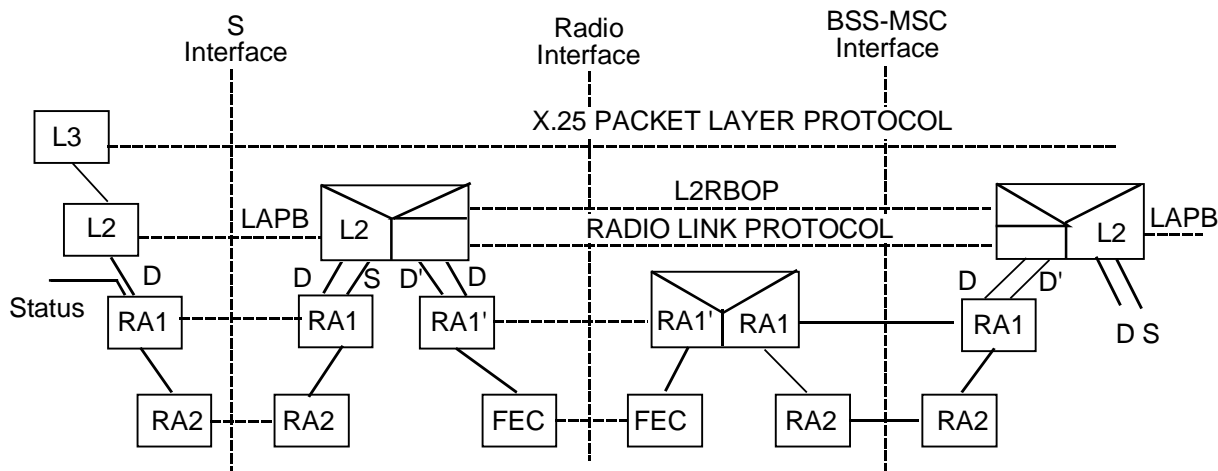 S
Interface
Radio
Interface
BSS-MSC
Interface
L3
X.25 PACKET LAYER PROTOCOL
L2RBOP
L2
LAPB
L2
RADIO LINK PROTOCOL
L2
LAPB
D
D
S
D'
D
D
D'
Status
RA1
RA1
RA1'
RA1'
RA1
RA1
D S
RA2
RA2
FEC
FEC
RA2
RA2